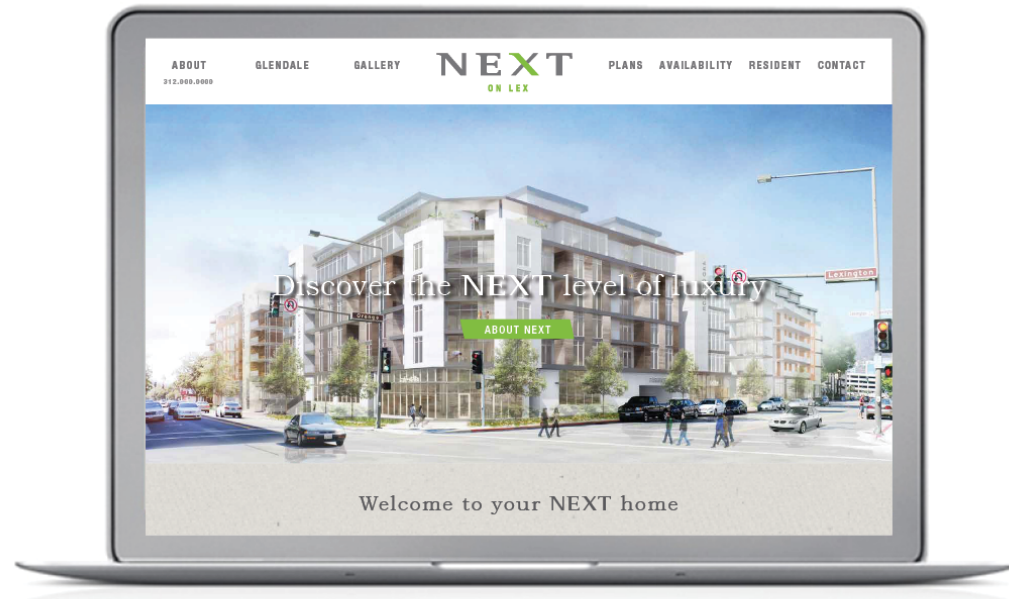 ABOUT GLENDALE GALLERY NEXT PLANS AVAILABILITY RESIDENT CONTACT
312.000.0000
ON LEX
Lexington
Discover the NEXT level of luxury
Orange
ABOUT NEXT
Welcome to your NEXT home